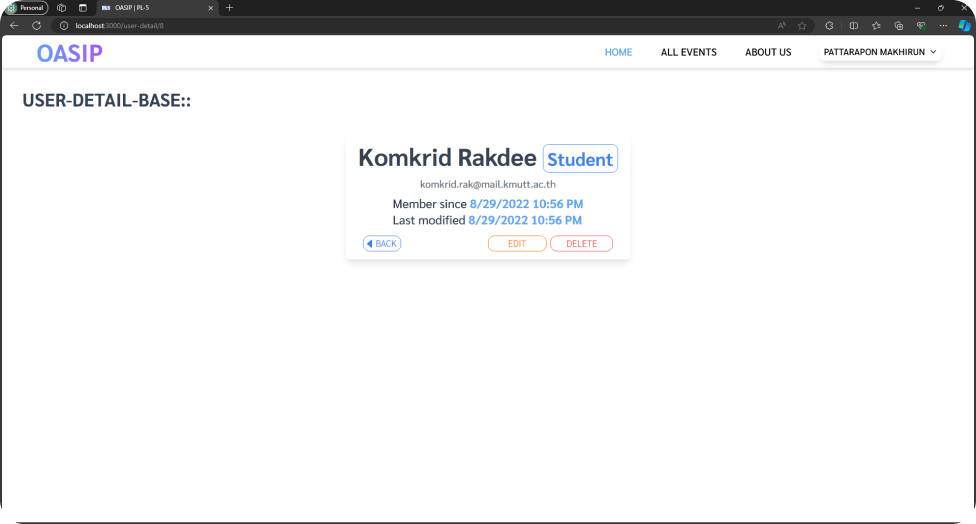 Personal
OASIP | PL-5
localhost:3000/user-detail/8
OASIP
HOME
ALL EVENTS
ABOUT US
PATTARAPON MAKHIRUN
USER-DETAIL-BASE::
Komkrid Rakdee Student
komkrid.rak@mail.kmutt.ac.th
Member since 8/29/2022 10:56 PM
Last modified 8/29/2022 10:56 PM
BACK
EDIT
DELETE